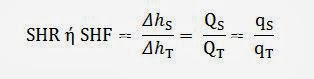 SHR ή SHF = Δh_S / Δh_T = Q_S / Q_T = q_S / q_T